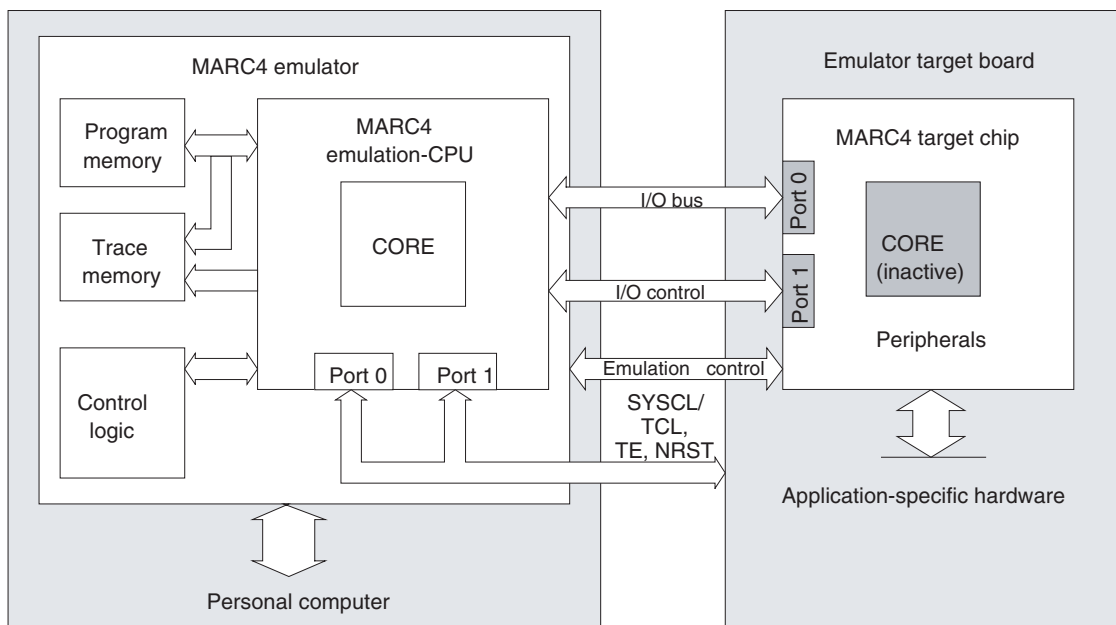 MARC4 emulator
Program
memory
Trace
memory
Control
logic
MARC4
emulation-CPU
CORE
Port 0
Port 1
Personal computer
I/O bus
I/O control
Emulation control
SYSCL/
TCL,
TE, NRST
Emulator target board
MARC4 target chip
Port 0
Port 1
CORE
(inactive)
Peripherals
Application-specific hardware